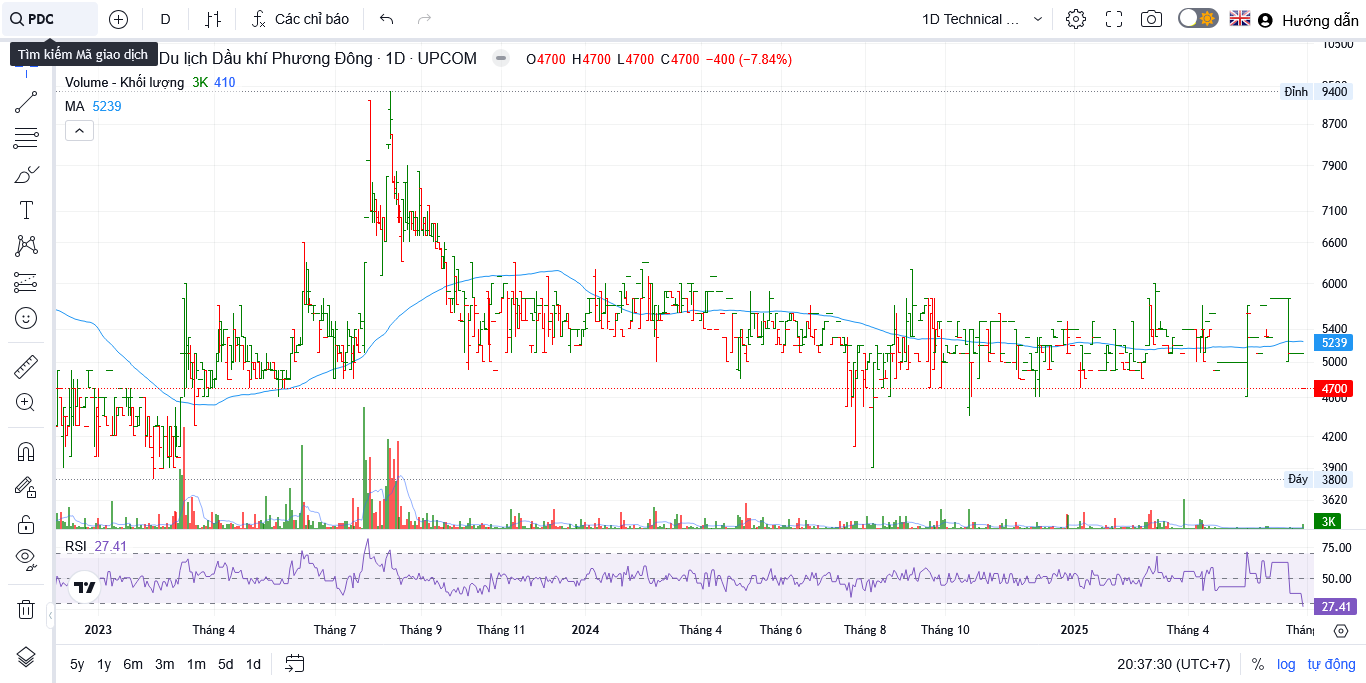 PDC D Các chỉ báo 1D Technical ... Hướng dẫn
Tìm kiếm Mã giao dịch
Du lịch Dầu khí Phương Đông · 1D · UPCOM O4700 H4700 L4700 C4700 −400 (−7.84%)
Volume - Khối lượng 3K 410
MA 5239
10500
Đỉnh 9400
8700
7900
7100
6600
6000
5400
5239
5000
4700
4600
4200
3900
Đáy 3800
3620
3K
RSI 27.41
75.00
50.00
27.41
2023 Tháng 4 Tháng 7 Tháng 9 Tháng 11 2024 Tháng 4 Tháng 6 Tháng 8 Tháng 10 2025 Tháng 4 Thán
5y 1y 6m 3m 1m 5d 1d 20:37:30 (UTC+7) % log tự động